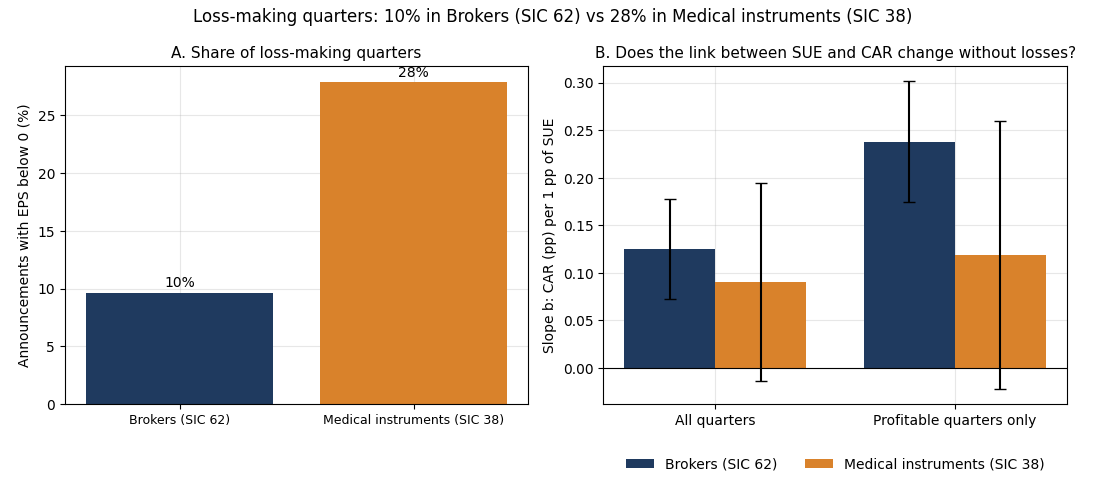 Loss-making quarters: 10% in Brokers (SIC 62) vs 28% in Medical instruments (SIC 38)
A. Share of loss-making quarters
Announcements with EPS below 0 (%)
25
20
15
10
5
0
10%
28%
Brokers (SIC 62)
Medical instruments (SIC 38)
B. Does the link between SUE and CAR change without losses?
Slope b: CAR (pp) per 1 pp of SUE
0.30
0.25
0.20
0.15
0.10
0.05
0.00
All quarters
Profitable quarters only
Brokers (SIC 62)
Medical instruments (SIC 38)